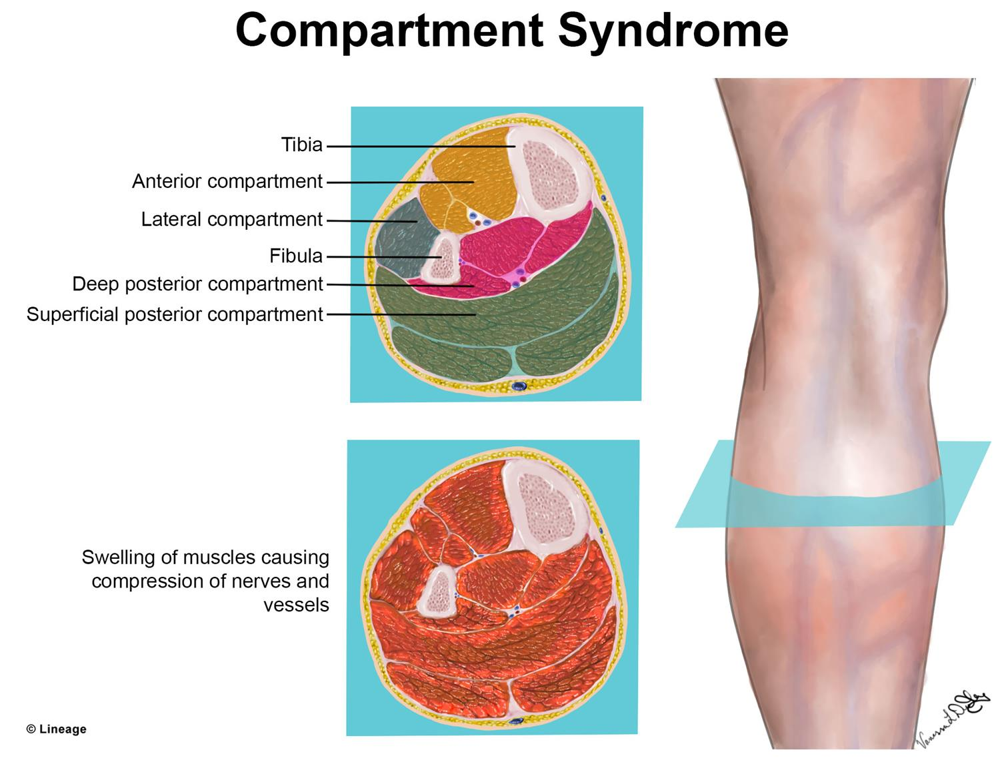 Compartment Syndrome
Tibia
Anterior compartment
Lateral compartment
Fibula
Deep posterior compartment
Superficial posterior compartment
Swelling of muscles causing
compression of nerves and
vessels
© Lineage